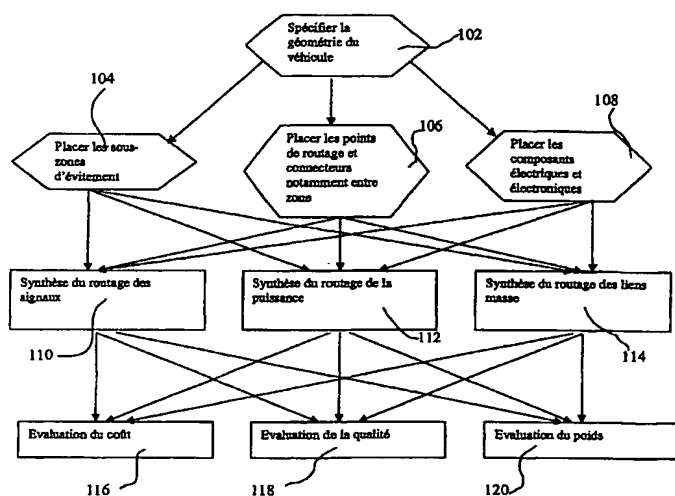 Spécifier la
géométrie du
véhicule
102
104
106
108
Placer les sous-
zones
d'évitement
Placer les points
de routage et
connecteurs
notamment entre
zone
Placer les
composants
électriques et
électroniques
Synthèse du routage des
signaux
Synthèse du routage de la
puissance
Synthèse du routage des liens
masse
110
112
114
Evaluation du coût
Evaluation de la qualité
Evaluation du poids
116
118
120